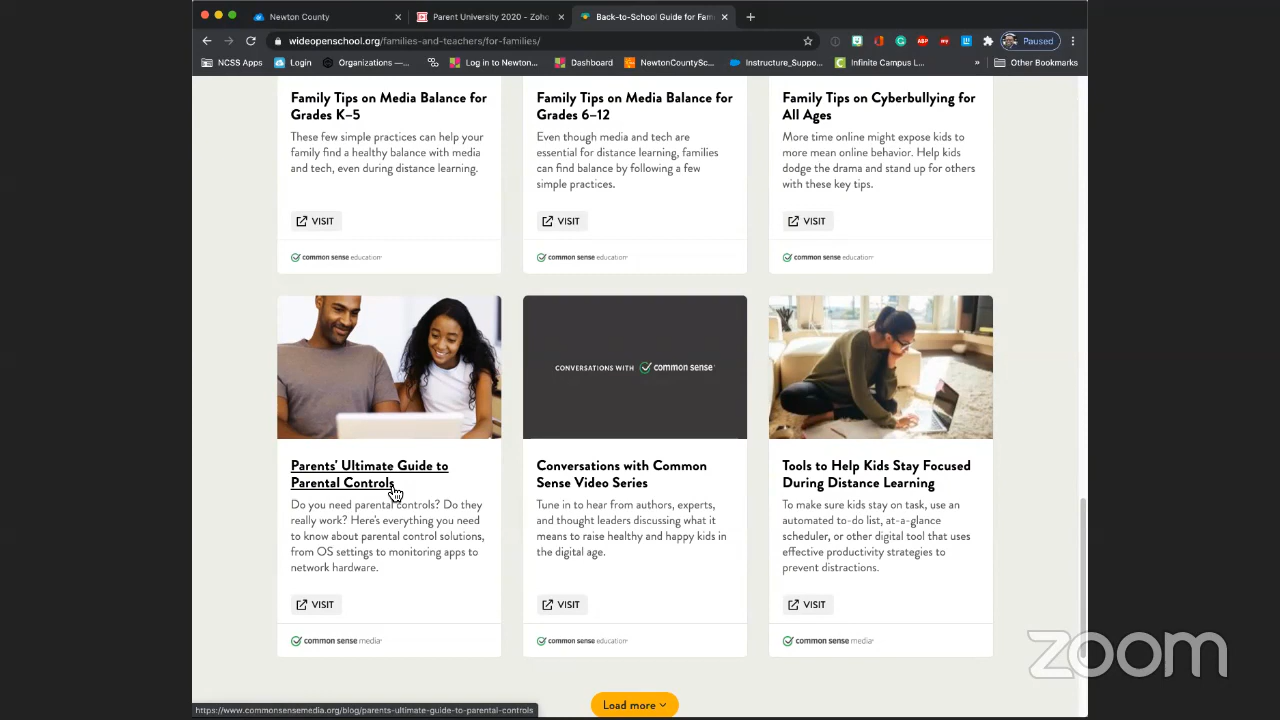 Newton County
Parent University 2020 - Zoho
Back-to-School Guide for Fam
wideopenschool.org/families-and-teachers/for-families/
ABP
Paused
NCSS Apps
Login
Organizations —...
Log in to Newton...
Dashboard
NewtonCountySc...
Instructure_Suppo...
Infinite Campus L...
»
Other Bookmarks
Family Tips on Media Balance for
Grades K–5
These few simple practices can help your
family find a healthy balance with media
and tech, even during distance learning.
VISIT
common sense education
Family Tips on Media Balance for
Grades 6–12
Even though media and tech are
essential for distance learning, families
can find balance by following a few
simple practices.
VISIT
common sense education
Family Tips on Cyberbullying for
All Ages
More time online might expose kids to
more mean online behavior. Help kids
dodge the drama and stand up for others
with these key tips.
VISIT
common sense education
Parents' Ultimate Guide to
Parental Controls
Do you need parental controls? Do they
really work? Here's everything you need
to know about parental control solutions,
from OS settings to monitoring apps to
network hardware.
VISIT
common sense media
CONVERSATIONS WITH common sense
Conversations with Common
Sense Video Series
Tune in to hear from authors, experts,
and thought leaders discussing what it
means to raise healthy and happy kids in
the digital age.
VISIT
common sense education
Tools to Help Kids Stay Focused
During Distance Learning
To make sure kids stay on task, use an
automated to-do list, at-a-glance
scheduler, or other digital tool that uses
effective productivity strategies to
prevent distractions.
VISIT
common sense media
Load more
https://www.commonsensemedia.org/blog/parents-ultimate-guide-to-parental-controls
zoom